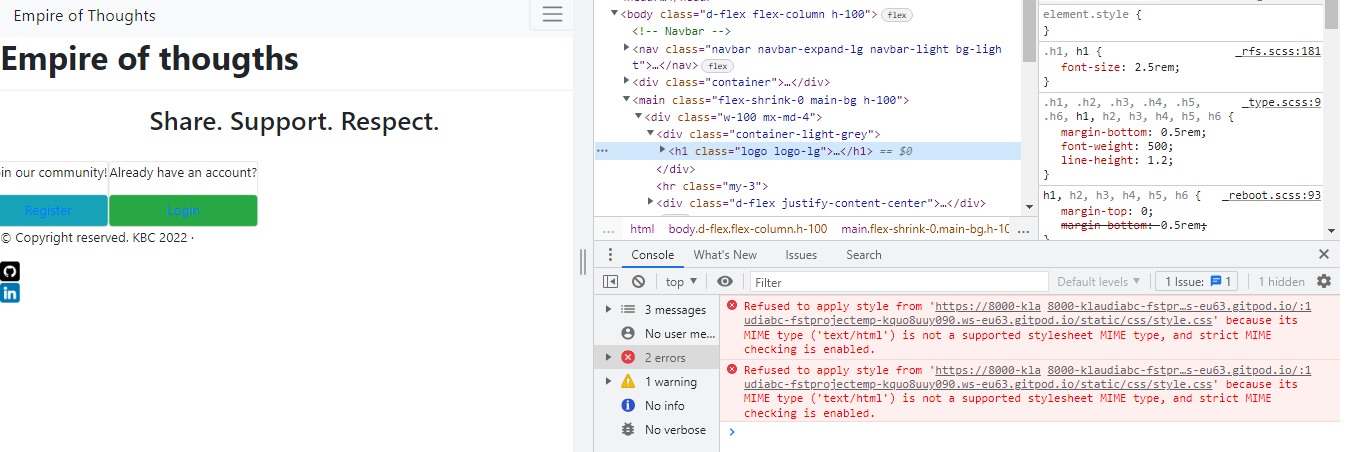 Empire of Thoughts
Empire of thougths
Share. Support. Respect.
in our community! Already have an account?
Register Login
© Copyright reserved. KBC 2022 ·
in
<body class="d-flex flex-column h-100"> flex
<!-- Navbar -->
<nav class="navbar navbar-expand-lg navbar-light bg-ligh
t">…</nav> flex
<div class="container">…</div>
<main class="flex-shrink-0 main-bg h-100">
<div class="w-100 mx-md-4">
<div class="container-light-grey">
… <h1 class="logo logo-lg">…</h1> == $0
</div>
<hr class="my-3">
<div class="d-flex justify-content-center">…</div>
… html body.d-flex.flex-column.h-100 main.flex-shrink-0.main-bg.h-10 …
element.style {
}
.h1, h1 { _rfs.scss:181
font-size: 2.5rem;
}
.h1, .h2, .h3, .h4, .h5, _type.scss:9
.h6, h1, h2, h3, h4, h5, h6 {
margin-bottom: 0.5rem;
font-weight: 500;
line-height: 1.2;
}
h1, h2, h3, h4, h5, h6 { _reboot.scss:93
margin-top: 0;
margin-bottom: 0.5rem;
}
Console What's New Issues Search
top Filter Default levels 1 Issue: 1 1 hidden
3 messages
No user me...
2 errors
1 warning
No info
No verbose
Refused to apply style from 'https://8000-kla 8000-klaudiabc-fstpr…s-eu63.gitpod.io/:1
udiabc-fstprojectemp-kquo8uuy090.ws-eu63.gitpod.io/static/css/style.css' because its
MIME type ('text/html') is not a supported stylesheet MIME type, and strict MIME
checking is enabled.
Refused to apply style from 'https://8000-kla 8000-klaudiabc-fstpr…s-eu63.gitpod.io/:1
udiabc-fstprojectemp-kquo8uuy090.ws-eu63.gitpod.io/static/css/style.css' because its
MIME type ('text/html') is not a supported stylesheet MIME type, and strict MIME
checking is enabled.